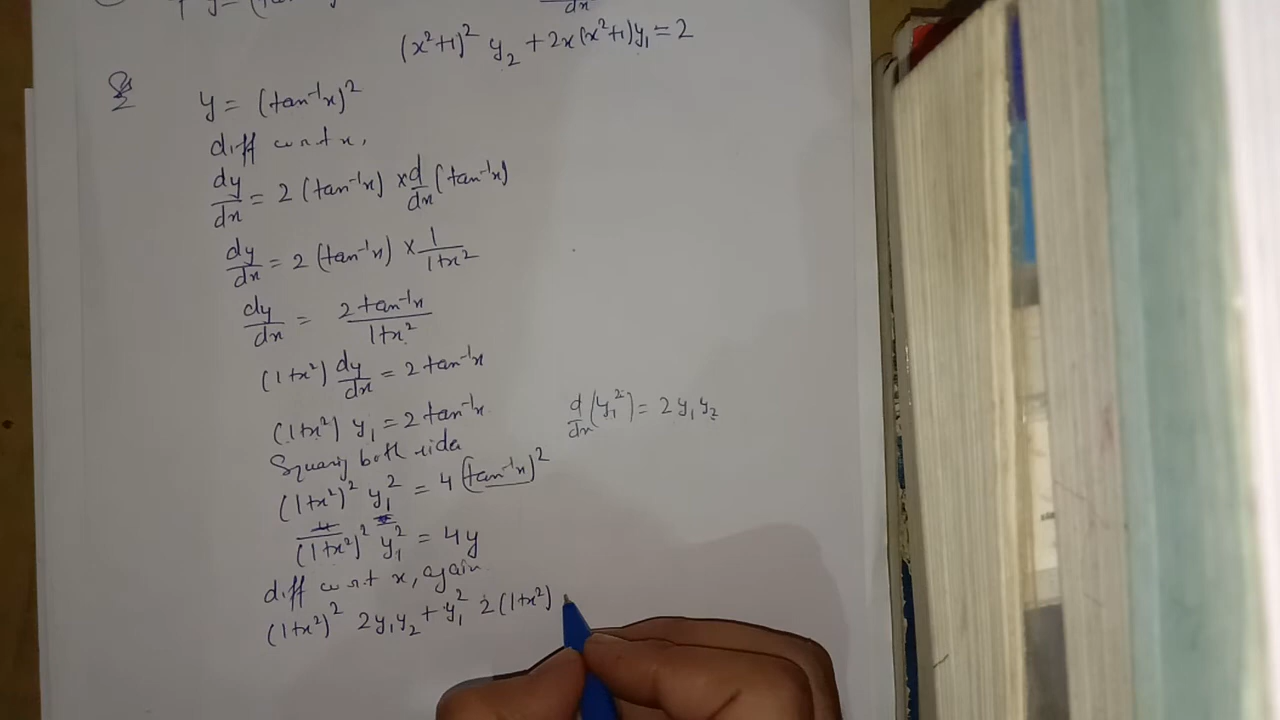 y = (tan⁻¹
dx
(x²+1)² y₂ + 2x(x²+1)y₁ = 2
y = (tan⁻¹x)²
diff w.r.t x,
dy/dx = 2 (tan⁻¹x) × d/dx (tan⁻¹x)
dy/dx = 2 (tan⁻¹x) × 1/1+x²
dy/dx = 2 tan⁻¹x/1+x²
(1+x²) dy/dx = 2 tan⁻¹x
(1+x²) y₁ = 2 tan⁻¹x
d/dx (y₁²) = 2 y₁ y₂
Squaring both sides
(1+x²)² y₁² = 4 (tan⁻¹x)²
(1+x²)² y₁² = 4y
diff w.r.t x, again
(1+x²)² 2y₁y₂ + y₁² 2(1+x²)